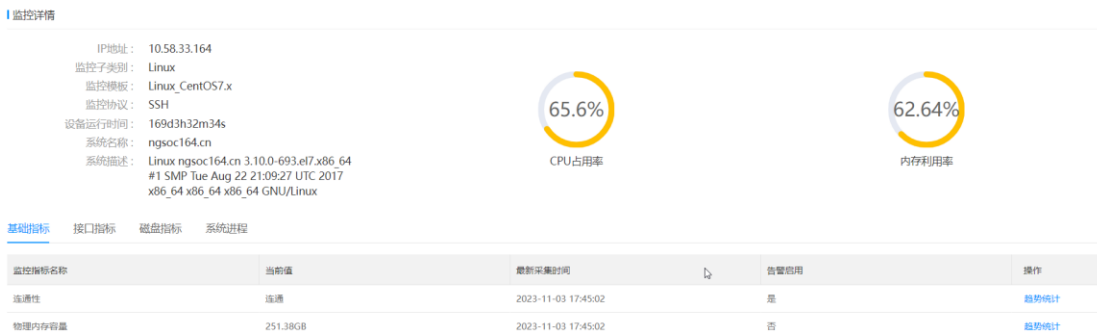 监控详情
IP地址： 10.58.33.164
监控子类别： Linux
监控模板： Linux_CentOS7.x
监控协议： SSH
设备运行时间： 169d3h32m34s
系统名称： ngsoc164.cn
系统描述： Linux ngsoc164.cn 3.10.0-693.el7.x86_64
#1 SMP Tue Aug 22 21:09:27 UTC 2017
x86_64 x86_64 x86_64 GNU/Linux
65.6%
CPU占用率
62.64%
内存利用率
基础指标 接口指标 磁盘指标 系统进程
监控指标名称 当前值 最新采集时间 告警启用 操作
连通性 连通 2023-11-03 17:45:02 是 趋势统计
物理内存容量 251.38GB 2023-11-03 17:45:02 否 趋势统计